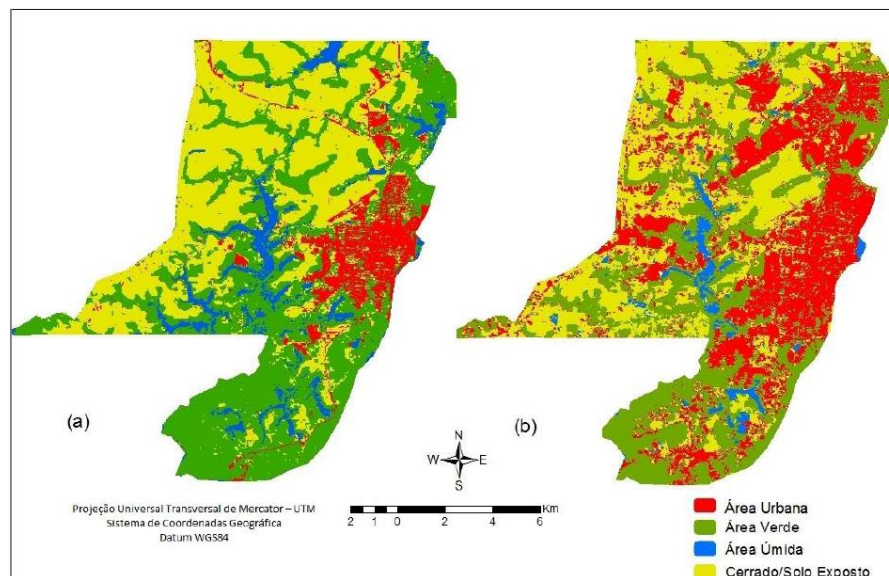 (a)
(b)
N
W E
S
Projeção Universal Transversal de Mercator – UTM
Sistema de Coordenadas Geográfica
Datum WGS84
2 1 0 2 4 6 Km
Área Urbana
Área Verde
Área Úmida
Cerrado/Solo Exposto